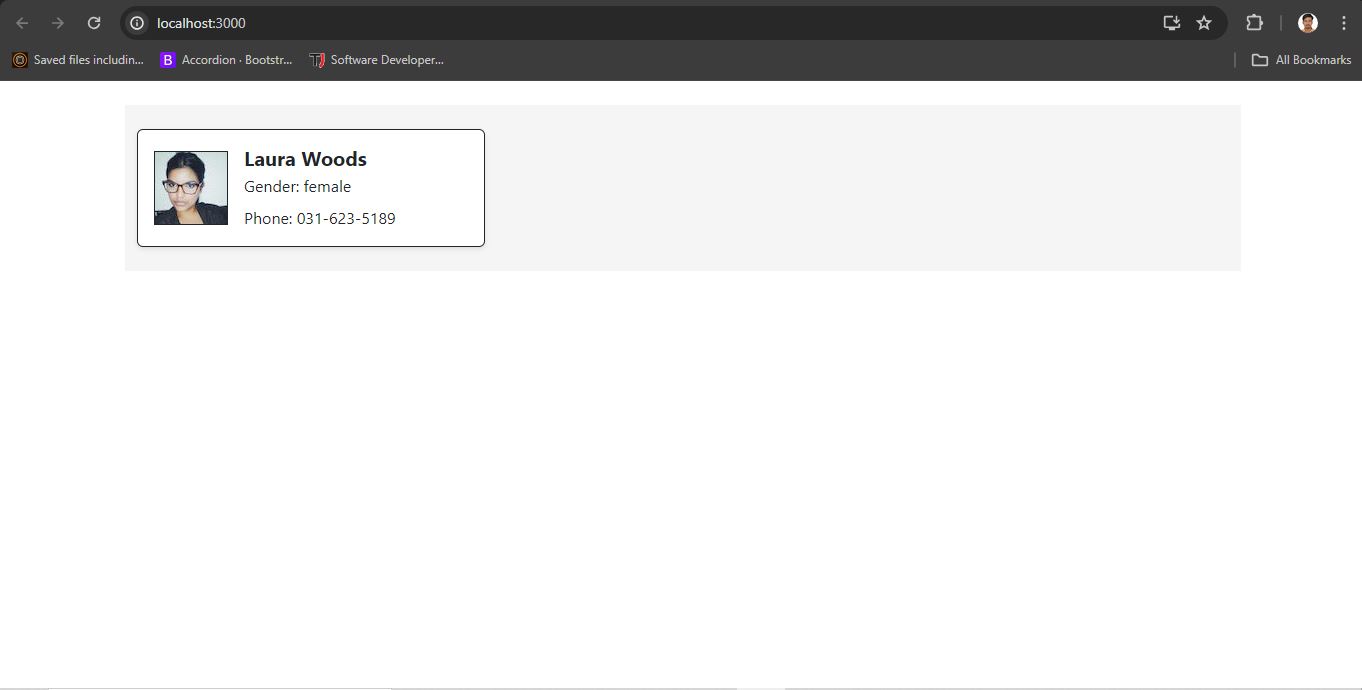 localhost:3000
Saved files includin...
B Accordion · Bootstr...
TJ Software Developer...
All Bookmarks
Laura Woods
Gender: female
Phone: 031-623-5189